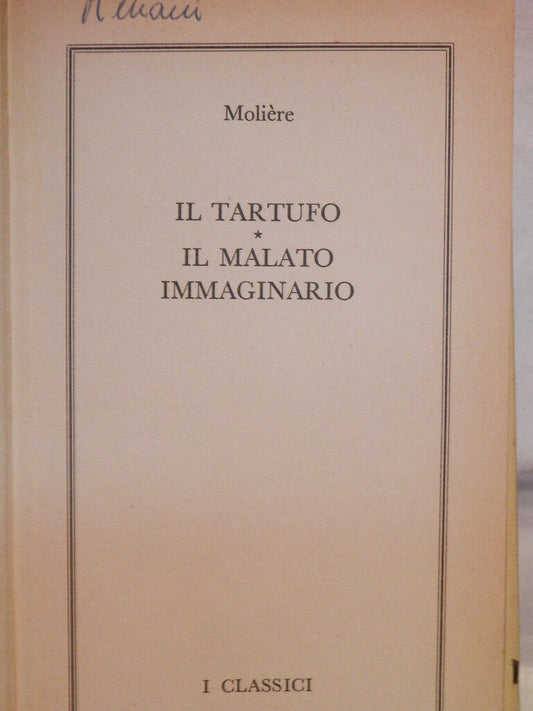 Molière
IL TARTUFO
★
IL MALATO
IMMAGINARIO
I CLASSICI